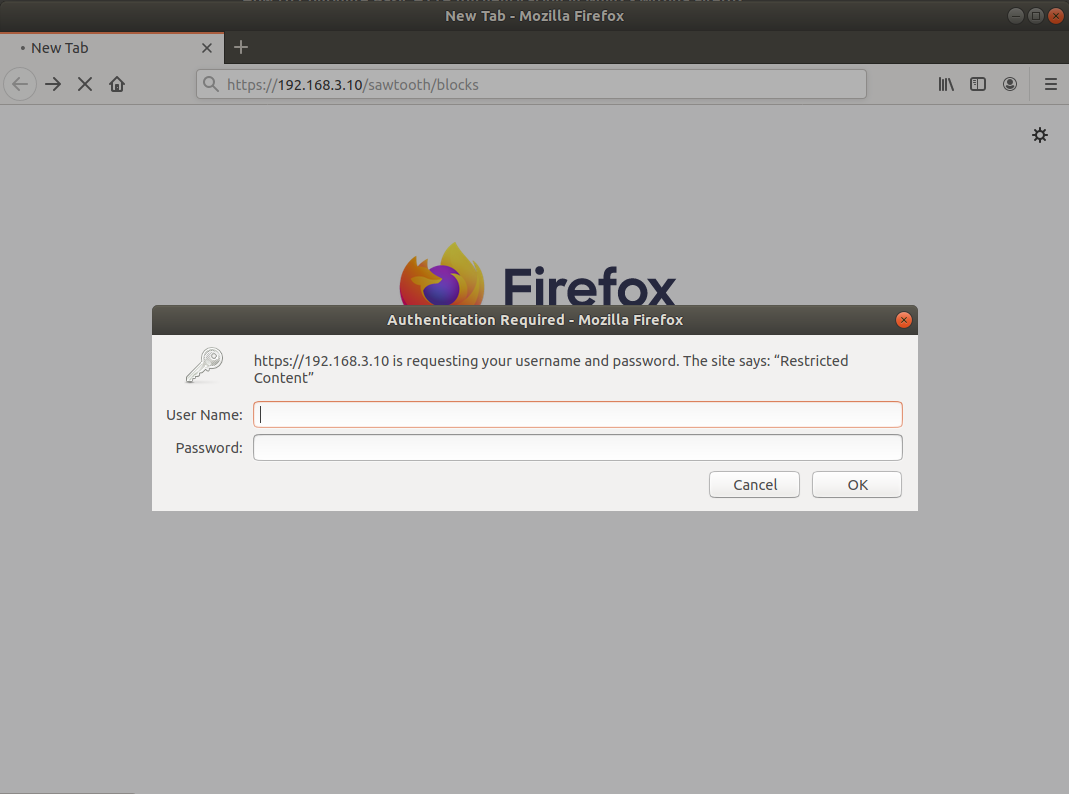 New Tab - Mozilla Firefox
• New Tab
https://192.168.3.10/sawtooth/blocks
Firefox
Authentication Required - Mozilla Firefox
https://192.168.3.10 is requesting your username and password. The site says: “Restricted
Content”
User Name:
Password:
Cancel OK